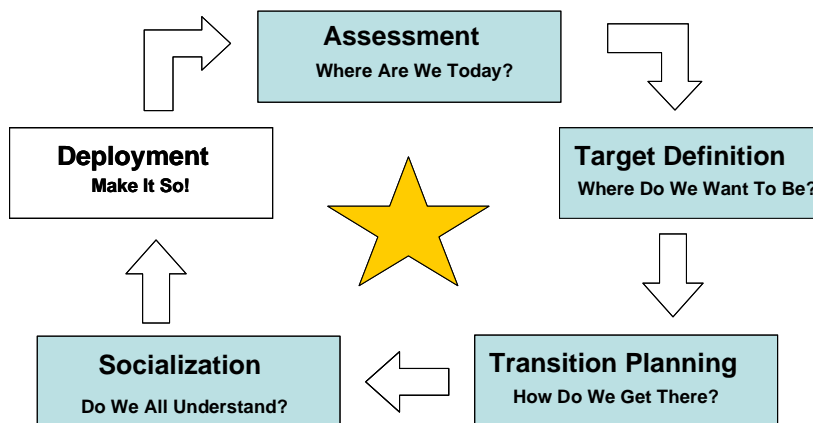 Assessment
Where Are We Today?
Target Definition
Where Do We Want To Be?
Transition Planning
How Do We Get There?
Socialization
Do We All Understand?
Deployment
Make It So!